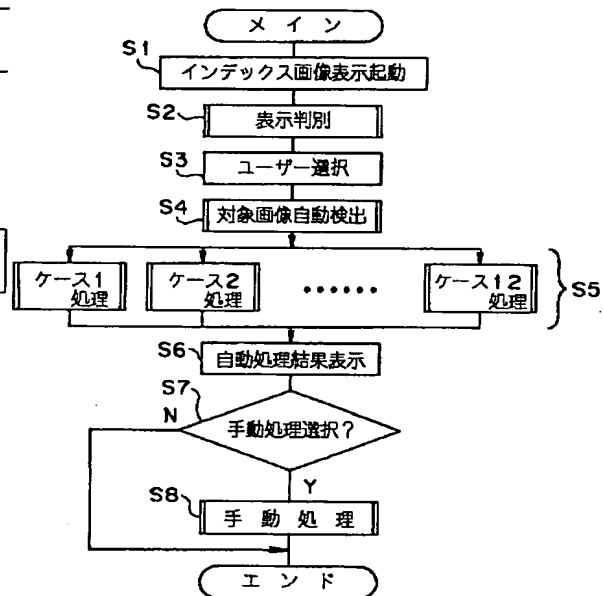 メイン
S1
インデックス画像表示起動
S2
表示判別
S3
ユーザー選択
S4
対象画像自動検出
ケース1
処理
ケース2
処理
••••••
ケース12
処理
S5
S6
自動処理結果表示
S7
N
手動処理選択?
Y
S8
手動処理
エンド